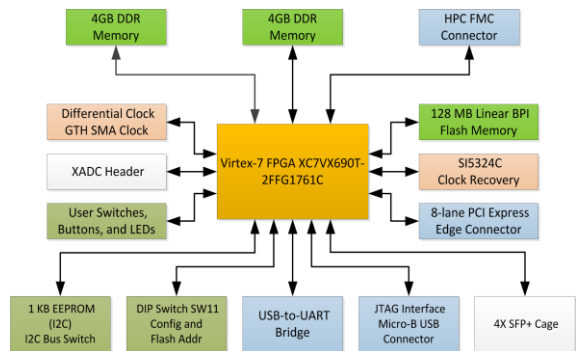 4GB DDR
Memory
4GB DDR
Memory
HPC FMC
Connector
Differential Clock
GTH SMA Clock
128 MB Linear BPI
Flash Memory
XADC Header
Virtex-7 FPGA XC7VX690T-
2FFG1761C
SI5324C
Clock Recovery
User Switches,
Buttons, and LEDs
8-lane PCI Express
Edge Connector
1 KB EEPROM
(I2C)
I2C Bus Switch
DIP Switch SW11
Config and
Flash Addr
USB-to-UART
Bridge
JTAG Interface
Micro-B USB
Connector
4X SFP+ Cage